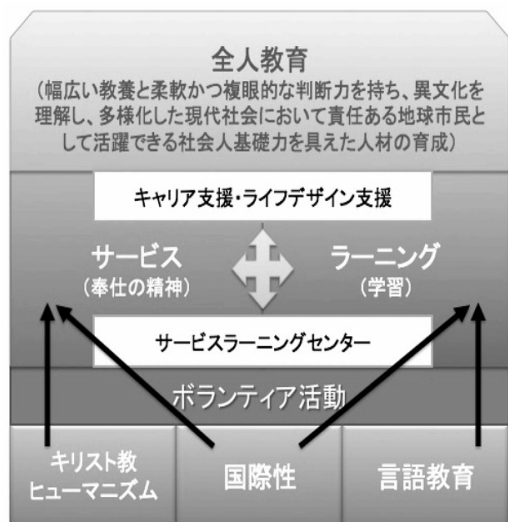 全人教育
(幅広い教養と柔軟かつ複眼的な判断力を持ち、異文化を
理解し、多様化した現代社会において責任ある地球市民と
して活躍できる社会人基礎力を具えた人材の育成)
キャリア支援・ライフデザイン支援
サービス
(奉仕の精神)
ラーニング
(学習)
サービスラーニングセンター
ボランティア活動
キリスト教
ヒューマニズム
国際性
言語教育